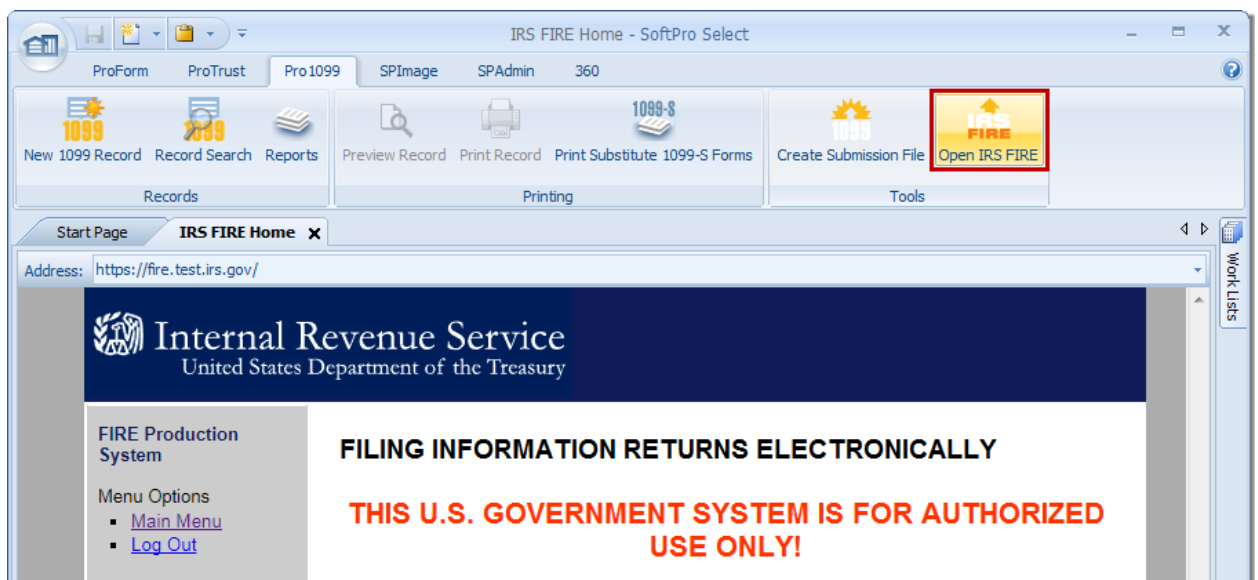 IRS FIRE Home - SoftPro Select
ProForm ProTrust Pro1099 SPImage SPAdmin 360
1099 1099 1099-S 1099 IRS FIRE
New 1099 Record Record Search Reports Preview Record Print Record Print Substitute 1099-S Forms Create Submission File Open IRS FIRE
Records Printing Tools
Start Page IRS FIRE Home
Work Lists
Address: https://fire.test.irs.gov/
Internal Revenue Service
United States Department of the Treasury
FIRE Production
System
Menu Options
Main Menu
Log Out
FILING INFORMATION RETURNS ELECTRONICALLY
THIS U.S. GOVERNMENT SYSTEM IS FOR AUTHORIZED
USE ONLY!